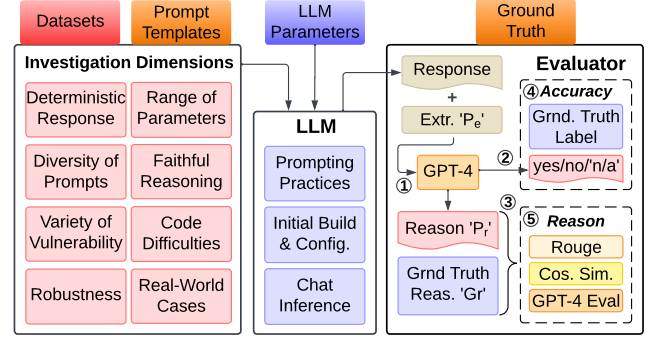 Datasets
Prompt
Templates
LLM
Parameters
Ground
Truth
Investigation Dimensions
Deterministic
Response
Range of
Parameters
Diversity of
Prompts
Faithful
Reasoning
Variety of
Vulnerability
Code
Difficulties
Robustness
Real-World
Cases
LLM
Prompting
Practices
Initial Build
& Config.
Chat
Inference
Evaluator
Response
+
Extr. 'Pe'
①
GPT-4
②
③
Reason 'Pr'
Grnd Truth
Reas. 'Gr'
④ Accuracy
Grnd. Truth
Label
yes/no/'n/a'
⑤ Reason
Rouge
Cos. Sim.
GPT-4 Eval